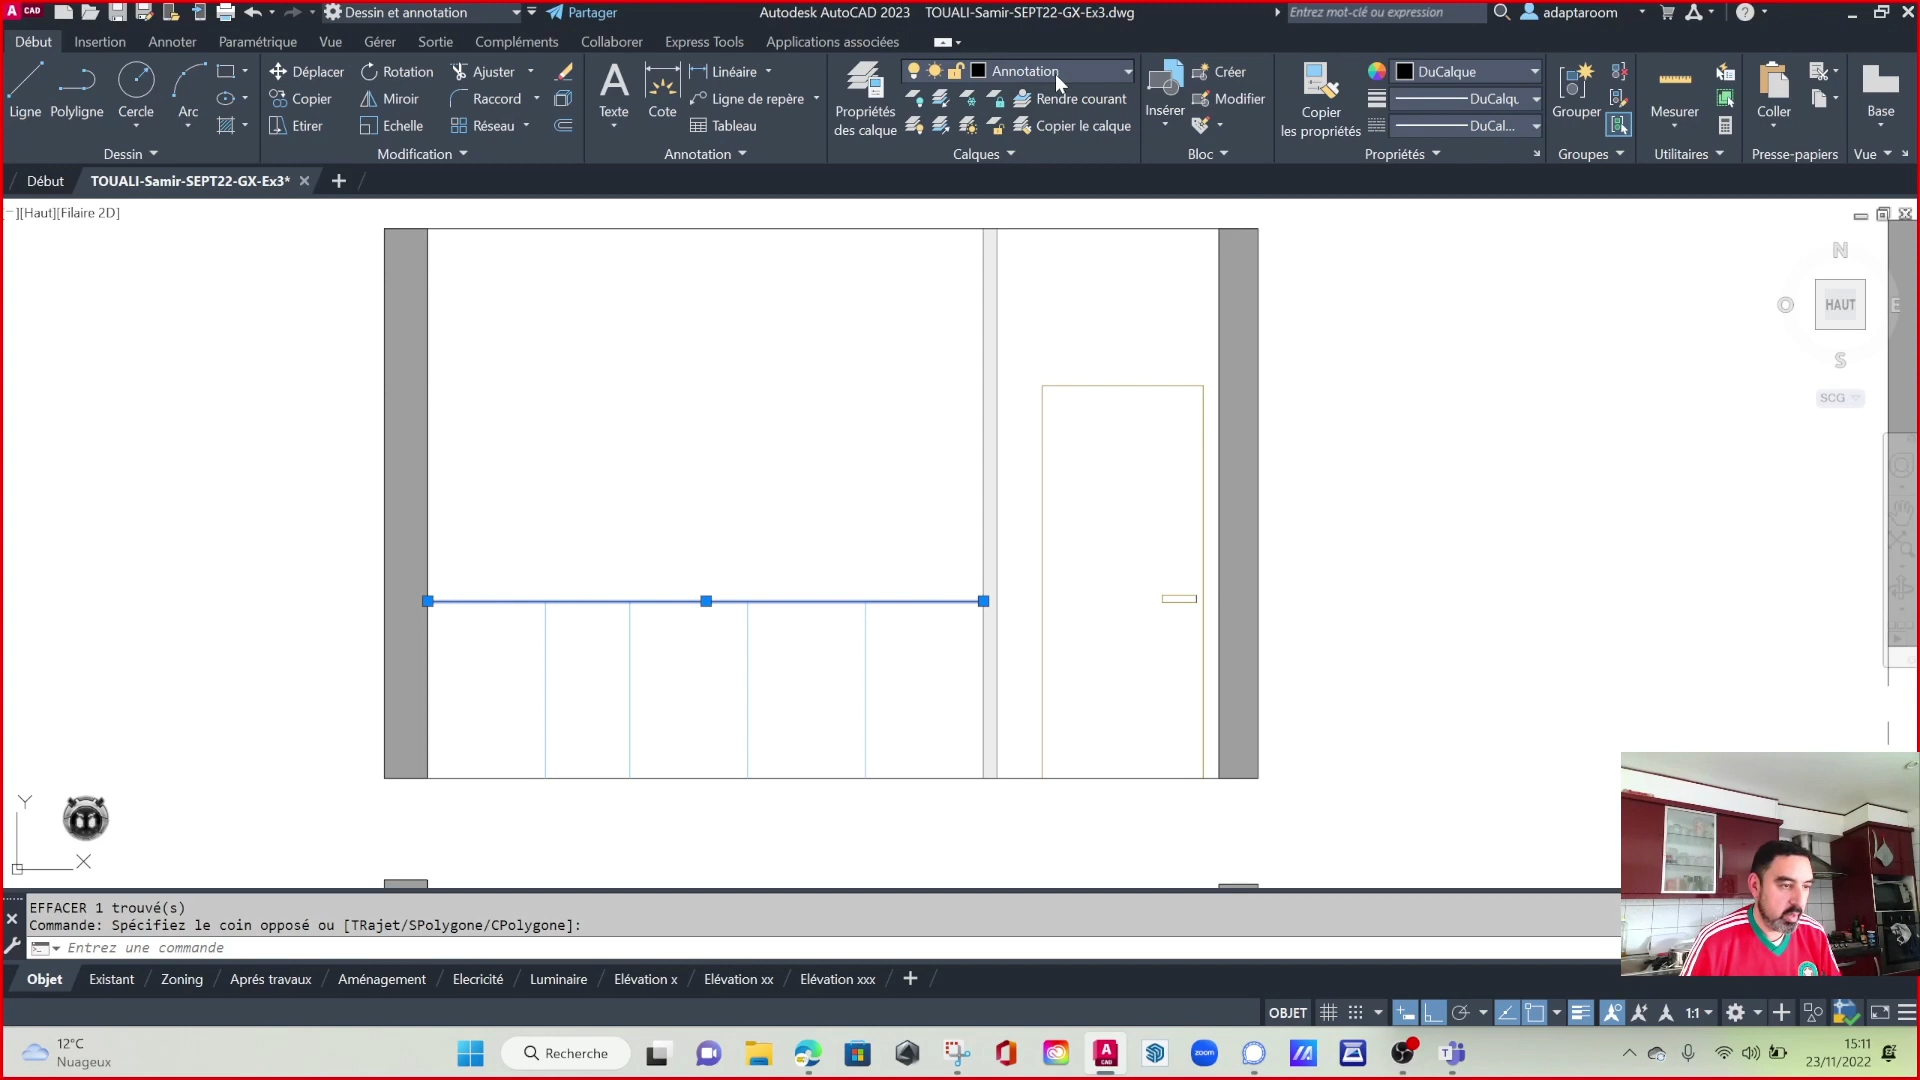 A CAD
Dessin et annotation
Partager
Autodesk AutoCAD 2023
TOUALI-Samir-SEPT22-GX-Ex3.dwg
Entrez mot-clé ou expression
adaptaroom
Début
Insertion
Annoter
Paramétrique
Vue
Gérer
Sortie
Compléments
Collaborer
Express Tools
Applications associées
Ligne
Polyligne
Cercle
Arc
Déplacer
Rotation
Ajuster
Copier
Miroir
Raccord
Etirer
Echelle
Réseau
Texte
Cote
Linéaire
Ligne de repère
Tableau
Propriétés
des calque
Annotation
Rendre courant
Copier le calque
Insérer
Créer
Modifier
Copier
les propriétés
DuCalque
DuCalqu
DuCal...
Grouper
Mesurer
Coller
Base
Dessin
Modification
Annotation
Calques
Bloc
Propriétés
Groupes
Utilitaires
Presse-papiers
Vue
Début
TOUALI-Samir-SEPT22-GX-Ex3*
][Haut][Filaire 2D]
N
O
HAUT
E
S
SCG
Y
X
EFFACER 1 trouvé(s)
Commande: Spécifiez le coin opposé ou [TRajet/SPolygone/CPolygone]:
Entrez une commande
Objet
Existant
Zoning
Aprés travaux
Aménagement
Elecricité
Luminaire
Elévation x
Elévation xx
Elévation xxx
OBJET
1:1
12°C
Nuageux
Recherche
zoom
15:11
23/11/2022